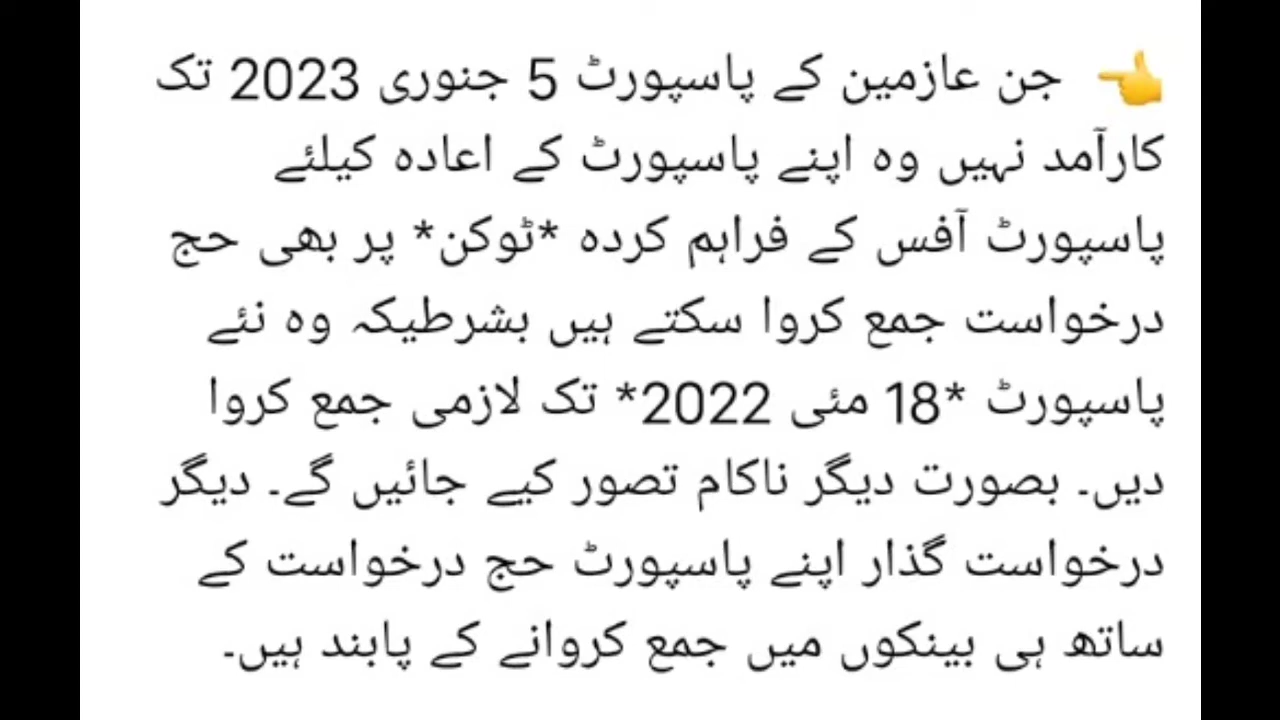 👈 جن عازمین کے پاسپورٹ 5 جنوری 2023 تک
کارآمد نہیں وہ اپنے پاسپورٹ کے اعادہ کیلئے
پاسپورٹ آفس کے فراہم کردہ *ٹوکن* پر بھی حج
درخواست جمع کروا سکتے ہیں بشرطیکہ وہ نئے
پاسپورٹ *18 مئی 2022* تک لازمی جمع کروا
دیں۔ بصورت دیگر ناکام تصور کیے جائیں گے۔ دیگر
درخواست گذار اپنے پاسپورٹ حج درخواست کے
ساتھ ہی بینکوں میں جمع کروانے کے پابند ہیں۔